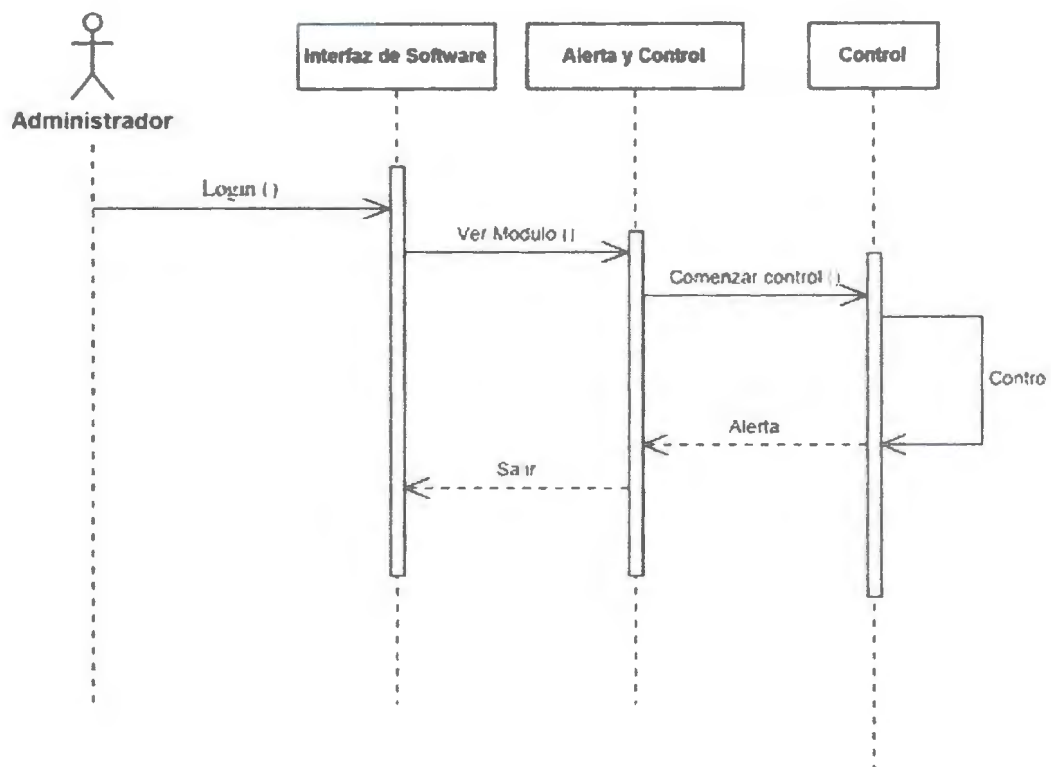 Interfaz de Software
Alerta y Control
Control
Administrador
Login ()
Ver Modulo ()
Comenzar control ()
Contro
Alerta
Salir